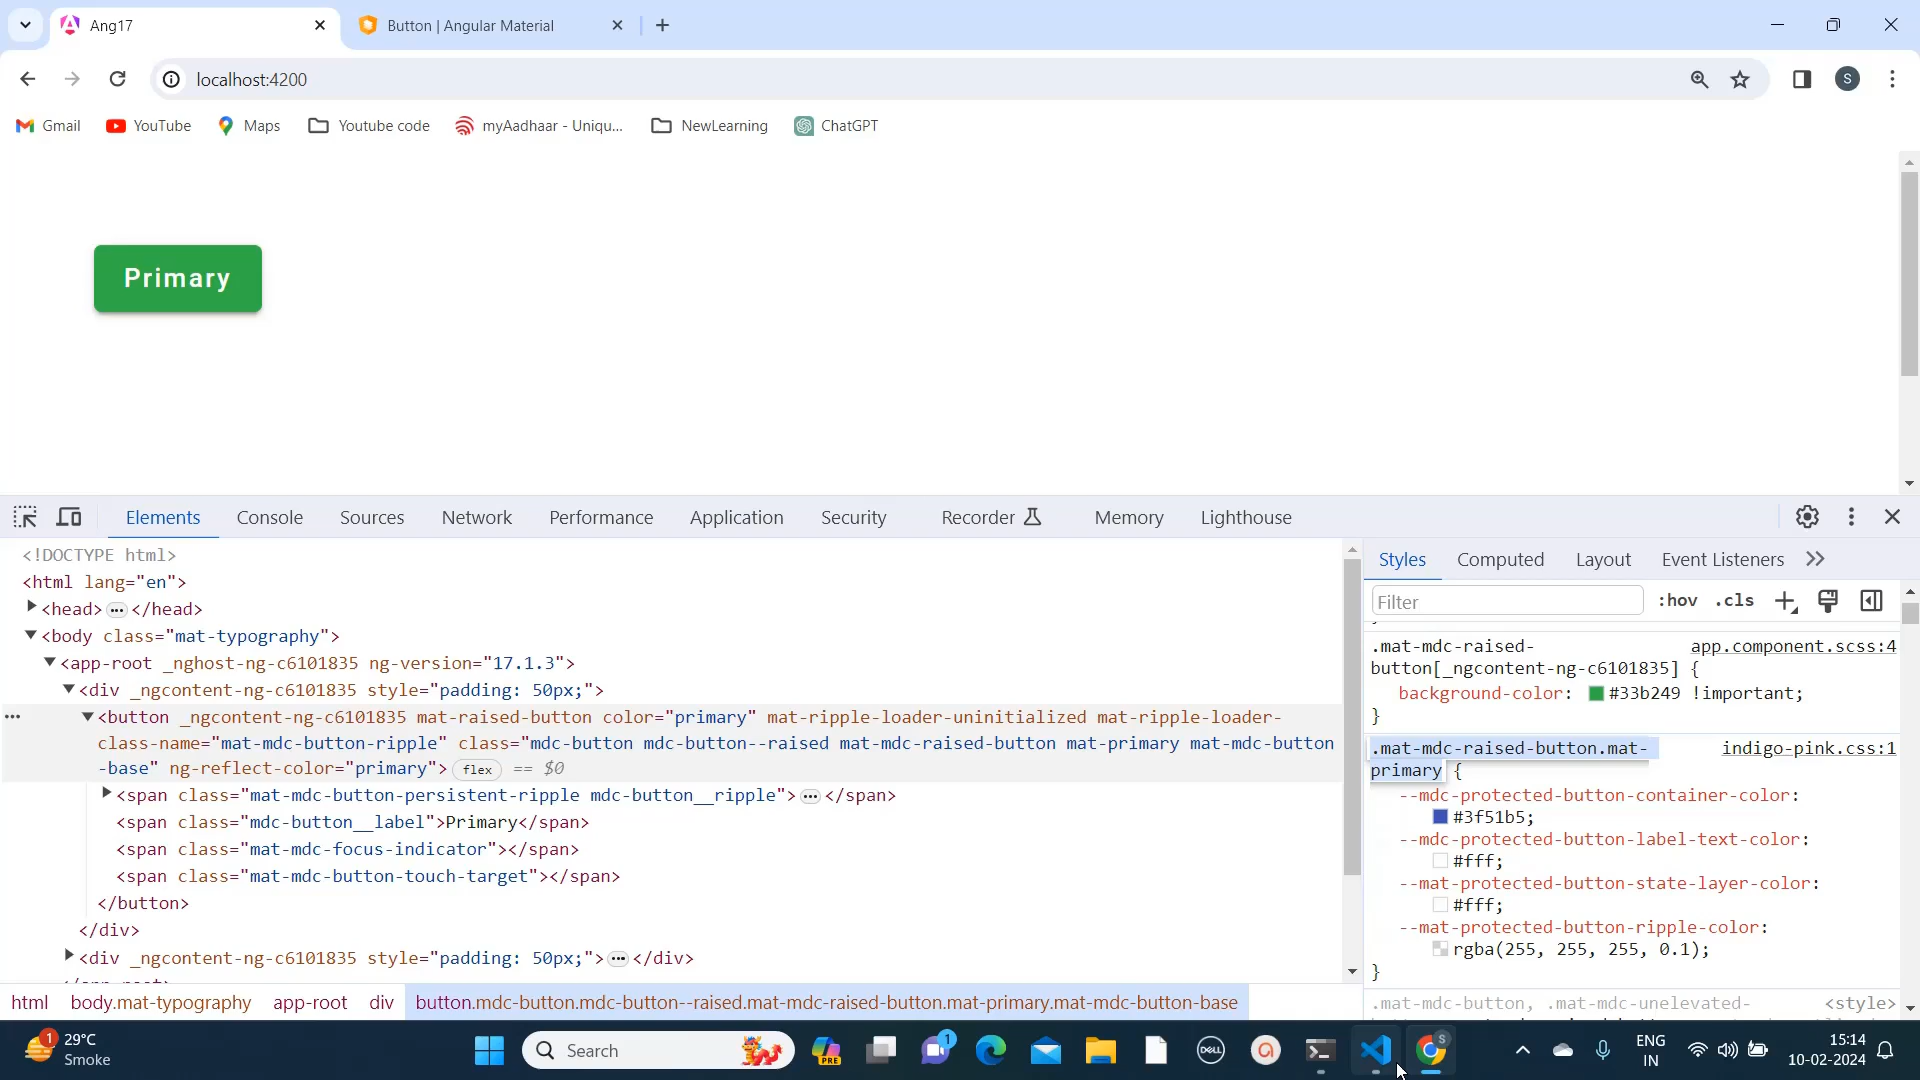 Ang17
Button | Angular Material
localhost:4200
S
Gmail
YouTube
Maps
Youtube code
myAadhaar - Uniqu...
NewLearning
ChatGPT
Primary
Elements
Console
Sources
Network
Performance
Application
Security
Recorder
Memory
Lighthouse
<!DOCTYPE html>
<html lang="en">
<head> ... </head>
<body class="mat-typography">
<app-root _nghost-ng-c6101835 ng-version="17.1.3">
<div _ngcontent-ng-c6101835 style="padding: 50px;">
<button _ngcontent-ng-c6101835 mat-raised-button color="primary" mat-ripple-loader-uninitialized mat-ripple-loader-
class-name="mat-mdc-button-ripple" class="mdc-button mdc-button--raised mat-mdc-raised-button mat-primary mat-mdc-button
-base" ng-reflect-color="primary"> flex == $0
<span class="mat-mdc-button-persistent-ripple mdc-button__ripple"> ... </span>
<span class="mdc-button__label">Primary</span>
<span class="mat-mdc-focus-indicator"></span>
<span class="mat-mdc-button-touch-target"></span>
</button>
</div>
<div _ngcontent-ng-c6101835 style="padding: 50px;"> ... </div>
html
body.mat-typography
app-root
div
button.mdc-button.mdc-button--raised.mat-mdc-raised-button.mat-primary.mat-mdc-button-base
Styles
Computed
Layout
Event Listeners
Filter
:hov
.cls
.mat-mdc-raised- app.component.scss:4
button[_ngcontent-ng-c6101835] {
background-color: #33b249 !important;
}
.mat-mdc-raised-button.mat- indigo-pink.css:1
primary {
--mdc-protected-button-container-color:
#3f51b5;
--mdc-protected-button-label-text-color:
#fff;
--mat-protected-button-state-layer-color:
#fff;
--mat-protected-button-ripple-color:
rgba(255, 255, 255, 0.1);
}
.mat-mdc-button, .mat-mdc-unelevated- <style>
1
29°C
Smoke
Search
PRE
1
DELL
S
ENG
IN
15:14
10-02-2024